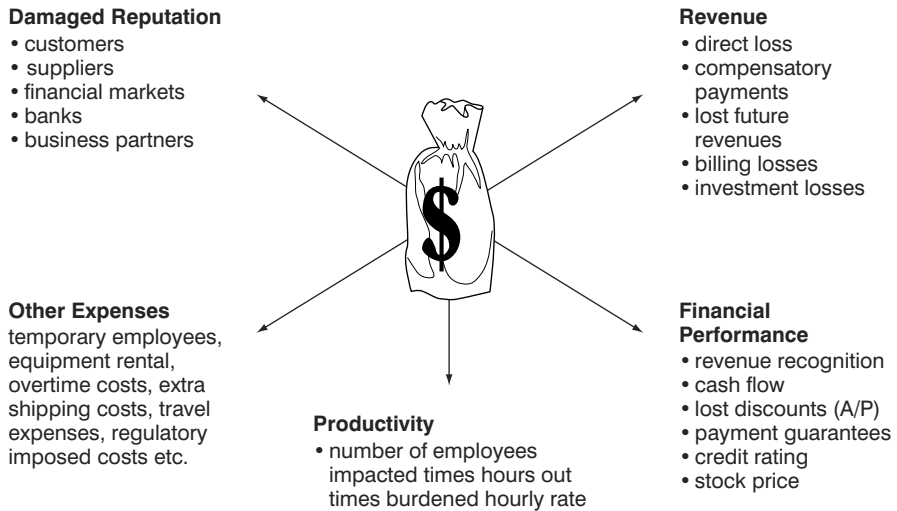 Damaged Reputation
• customers
• suppliers
• financial markets
• banks
• business partners
Revenue
• direct loss
• compensatory
payments
• lost future
revenues
• billing losses
• investment losses
$
Other Expenses
temporary employees,
equipment rental,
overtime costs, extra
shipping costs, travel
expenses, regulatory
imposed costs etc.
Productivity
• number of employees
impacted times hours out
times burdened hourly rate
Financial
Performance
• revenue recognition
• cash flow
• lost discounts (A/P)
• payment guarantees
• credit rating
• stock price